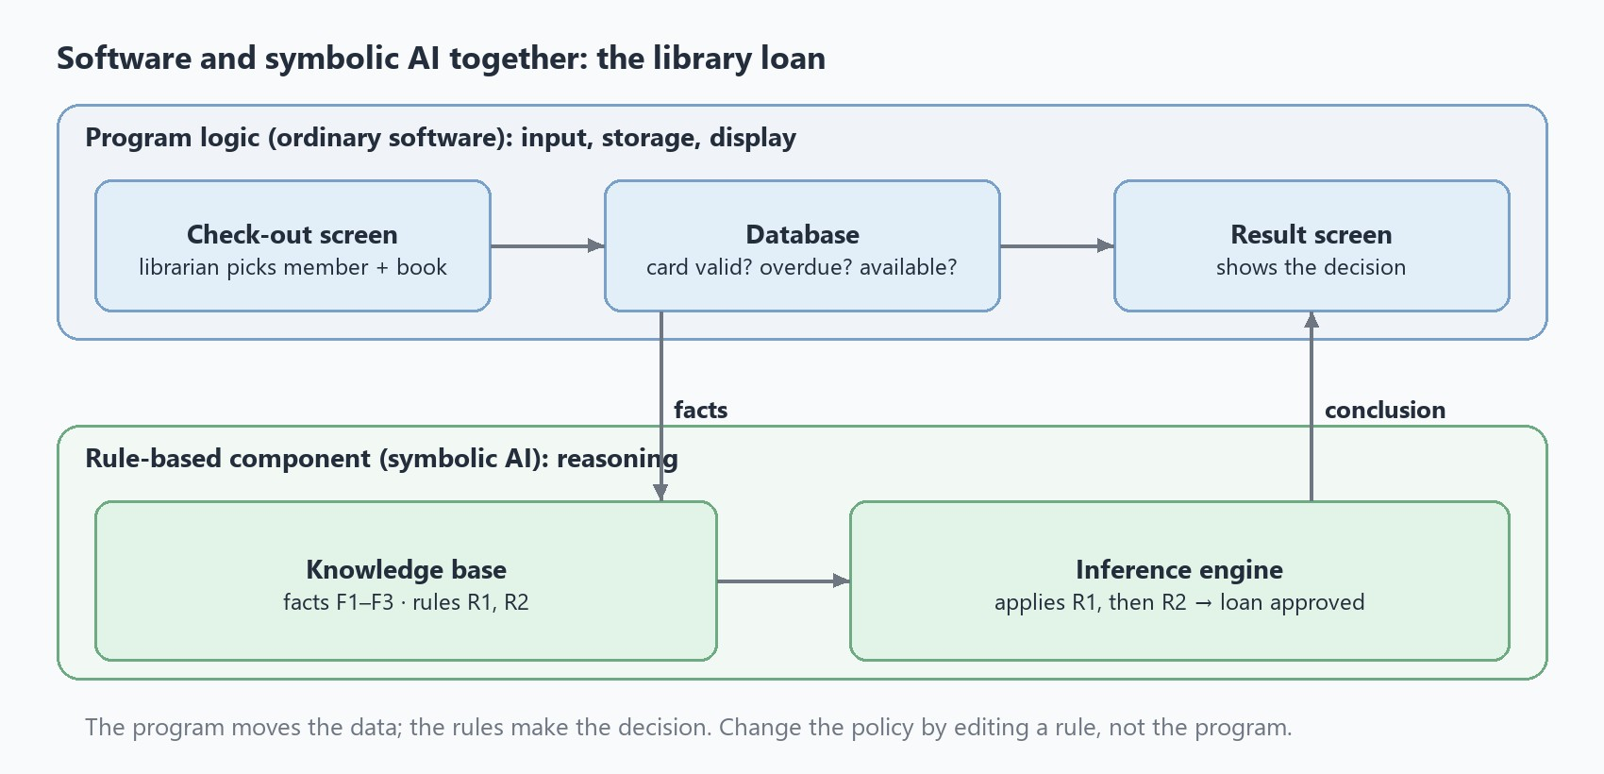 Software and symbolic AI together: the library loan
Program logic (ordinary software): input, storage, display
Check-out screen
librarian picks member + book
Database
card valid? overdue? available?
Result screen
shows the decision
facts
conclusion
Rule-based component (symbolic AI): reasoning
Knowledge base
facts F1–F3 · rules R1, R2
Inference engine
applies R1, then R2 → loan approved
The program moves the data; the rules make the decision. Change the policy by editing a rule, not the program.